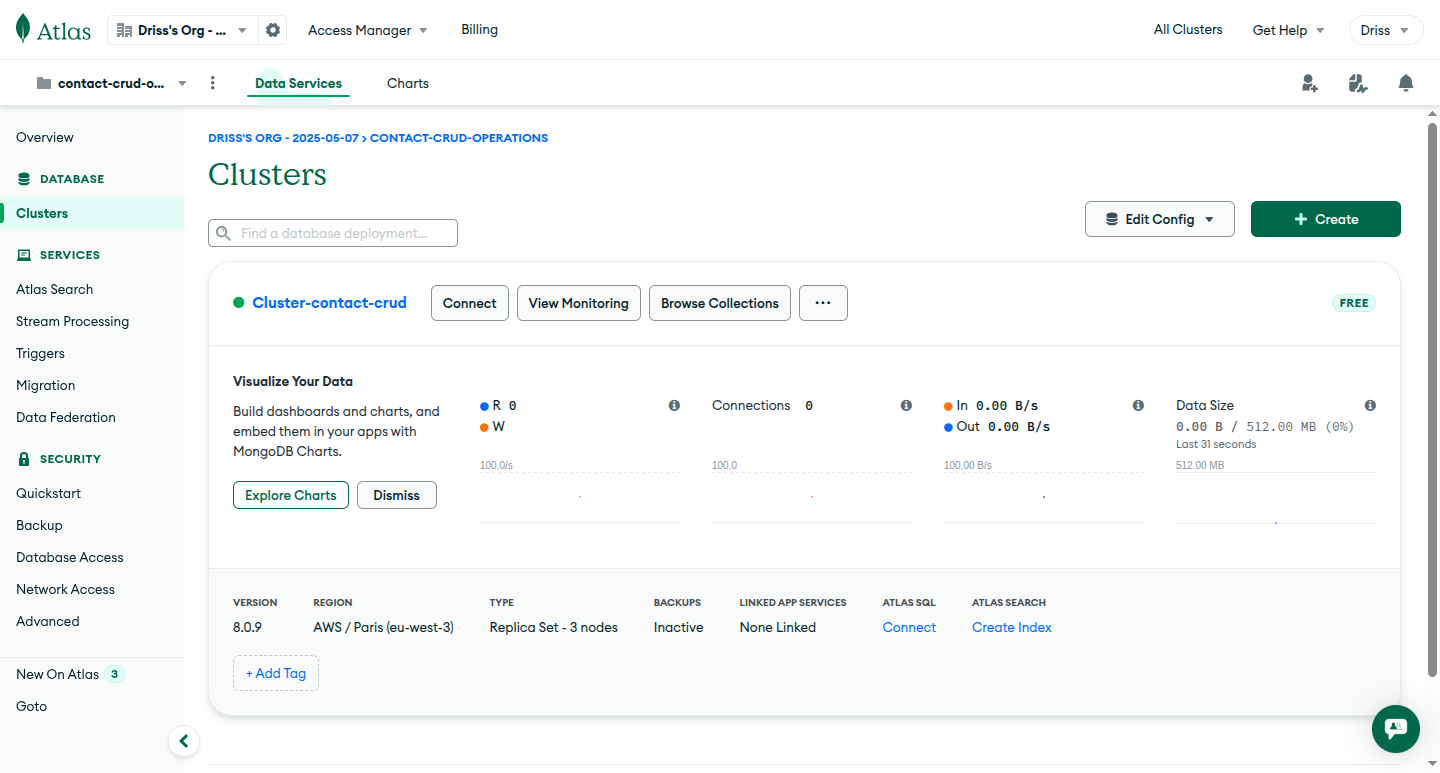 Atlas
Driss's Org - ...
Access Manager
Billing
All Clusters
Get Help
Driss
contact-crud-o...
Data Services
Charts
Overview
DATABASE
Clusters
SERVICES
Atlas Search
Stream Processing
Triggers
Migration
Data Federation
SECURITY
Quickstart
Backup
Database Access
Network Access
Advanced
New On Atlas 3
Goto
DRISS'S ORG - 2025-05-07 > CONTACT-CRUD-OPERATIONS
Clusters
Find a database deployment...
Edit Config
+ Create
Cluster-contact-crud
Connect
View Monitoring
Browse Collections
...
FREE
Visualize Your Data
Build dashboards and charts, and
embed them in your apps with
MongoDB Charts.
Explore Charts
Dismiss
R 0
W
100.0/s
Connections 0
100.0
In 0.00 B/s
Out 0.00 B/s
100.00 B/s
Data Size
0.00 B / 512.00 MB (0%)
Last 31 seconds
512.00 MB
VERSION
8.0.9
REGION
AWS / Paris (eu-west-3)
TYPE
Replica Set - 3 nodes
BACKUPS
Inactive
LINKED APP SERVICES
None Linked
ATLAS SQL
Connect
ATLAS SEARCH
Create Index
+ Add Tag